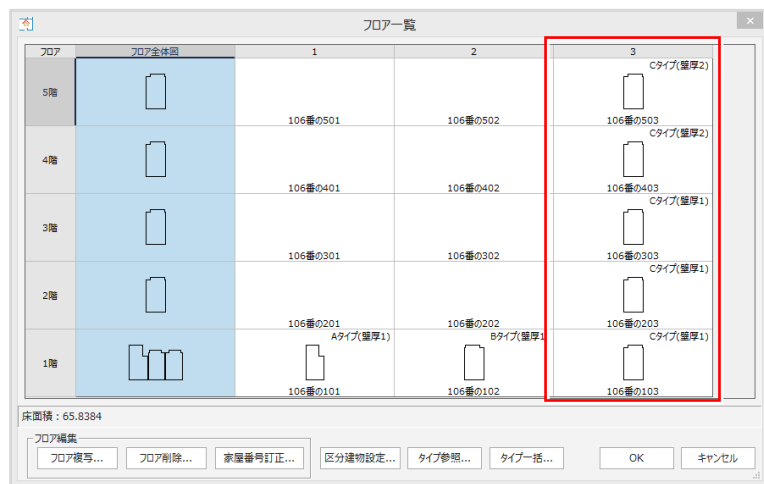 フロア一覧
フロア
フロア全体図
1
2
3
5階
106番の501
106番の502
Cタイプ(壁厚2)
106番の503
4階
106番の401
106番の402
Cタイプ(壁厚2)
106番の403
3階
106番の301
106番の302
Cタイプ(壁厚1)
106番の303
2階
106番の201
106番の202
Cタイプ(壁厚1)
106番の203
1階
Aタイプ(壁厚1)
106番の101
Bタイプ(壁厚1
106番の102
Cタイプ(壁厚1)
106番の103
床面積 : 65.8384
フロア編集
フロア複写...
フロア削除...
家屋番号訂正...
区分建物設定...
タイプ参照...
タイプ一括...
OK
キャンセル